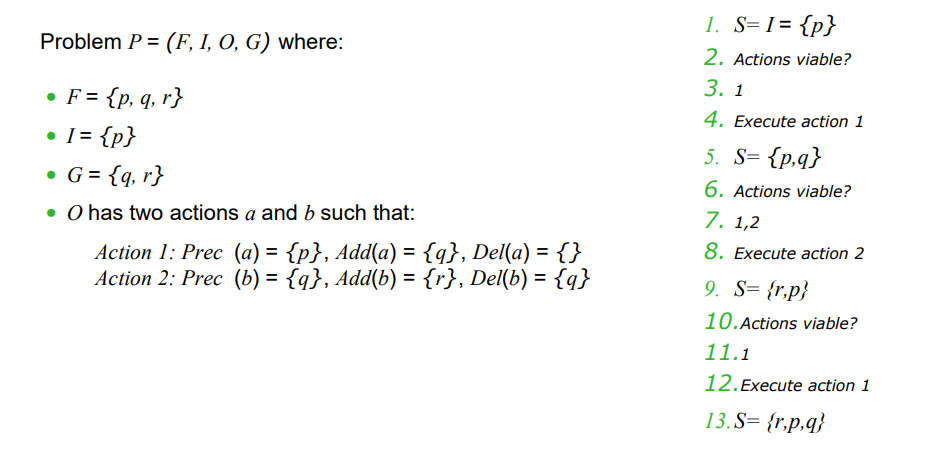 Problem P = (F, I, O, G) where:
• F = {p, q, r}
• I = {p}
• G = {q, r}
• O has two actions a and b such that:
Action 1: Prec (a) = {p}, Add(a) = {q}, Del(a) = {}
Action 2: Prec (b) = {q}, Add(b) = {r}, Del(b) = {q}
1. S= I = {p}
2. Actions viable?
3. 1
4. Execute action 1
5. S= {p,q}
6. Actions viable?
7. 1,2
8. Execute action 2
9. S= {r,p}
10. Actions viable?
11. 1
12. Execute action 1
13. S= {r,p,q}